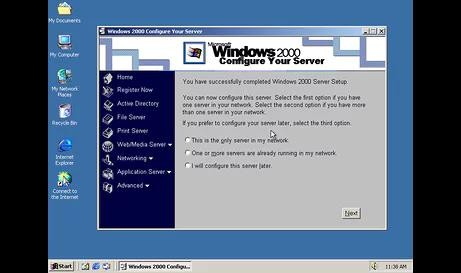 My Documents
My Computer
My Network
Places
Recycle Bin
Internet
Explorer
Connect to
the Internet
Windows 2000 Configure Your Server
Microsoft
Windows 2000
Configure Your Server
Home
Register Now
Active Directory
File Server
Print Server
Web/Media Server
Networking
Application Server
Advanced
You have successfully completed Windows 2000 Server Setup.
You can now configure this server. Select the first option if you have
one server in your network. Select the second option if you have more
than one server in your network.
If you prefer to configure your server later, select the third option.
This is the only server in my network.
One or more servers are already running in my network.
I will configure this server later.
Next
Start
Windows 2000 Configu...
11:36 AM